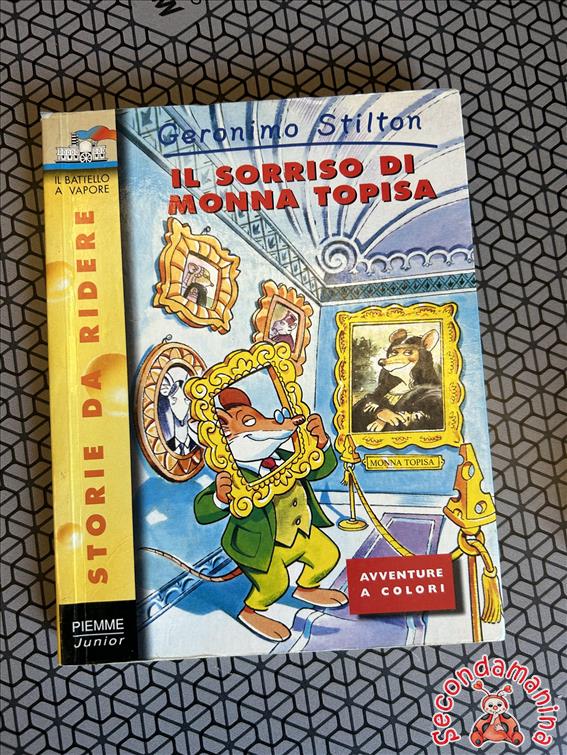 Geronimo Stilton
IL SORRISO DI
MONNA TOPISA
IL BATTELLO
A VAPORE
STORIE DA RIDERE
MONNA TOPISA
AVVENTURE
A COLORI
PIEMME
Junior
secondamanina